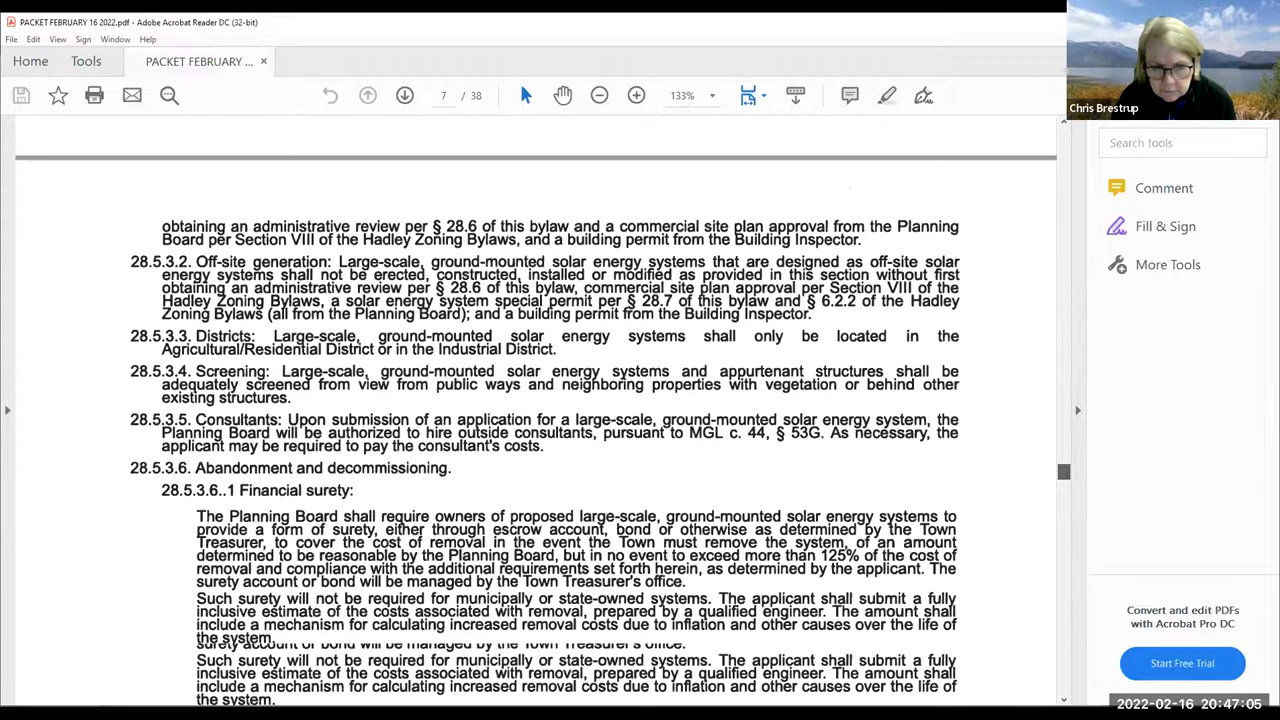 PACKET FEBRUARY 16 2022.pdf - Adobe Acrobat Reader DC (32-bit)
File Edit View Sign Window Help
Home Tools PACKET FEBRUARY ... ×
7 / 38 133%
Chris Brestrup
Search tools
Comment
Fill & Sign
More Tools
obtaining an administrative review per § 28.6 of this bylaw and a commercial site plan approval from the Planning
Board per Section VIII of the Hadley Zoning Bylaws, and a building permit from the Building Inspector.
28.5.3.2. Off-site generation: Large-scale, ground-mounted solar energy systems that are designed as off-site solar
energy systems shall not be erected, constructed, installed or modified as provided in this section without first
obtaining an administrative review per § 28.6 of this bylaw, commercial site plan approval per Section VIII of the
Hadley Zoning Bylaws, a solar energy system special permit per § 28.7 of this bylaw and § 6.2.2 of the Hadley
Zoning Bylaws (all from the Planning Board); and a building permit from the Building Inspector.
28.5.3.3. Districts: Large-scale, ground-mounted solar energy systems shall only be located in the
Agricultural/Residential District or in the Industrial District.
28.5.3.4. Screening: Large-scale, ground-mounted solar energy systems and appurtenant structures shall be
adequately screened from view from public ways and neighboring properties with vegetation or behind other
existing structures.
28.5.3.5. Consultants: Upon submission of an application for a large-scale, ground-mounted solar energy system, the
Planning Board will be authorized to hire outside consultants, pursuant to MGL c. 44, § 53G. As necessary, the
applicant may be required to pay the consultant's costs.
28.5.3.6. Abandonment and decommissioning.
28.5.3.6..1 Financial surety:
The Planning Board shall require owners of proposed large-scale, ground-mounted solar energy systems to
provide a form of surety, either through escrow account, bond or otherwise as determined by the Town
Treasurer, to cover the cost of removal in the event the Town must remove the system, of an amount
determined to be reasonable by the Planning Board, but in no event to exceed more than 125% of the cost of
removal and compliance with the additional requirements set forth herein, as determined by the applicant. The
surety account or bond will be managed by the Town Treasurer's office.
Such surety will not be required for municipally or state-owned systems. The applicant shall submit a fully
inclusive estimate of the costs associated with removal, prepared by a qualified engineer. The amount shall
include a mechanism for calculating increased removal costs due to inflation and other causes over the life of
the system.
surety account or bond will be managed by the Town Treasurer's office.
Such surety will not be required for municipally or state-owned systems. The applicant shall submit a fully
inclusive estimate of the costs associated with removal, prepared by a qualified engineer. The amount shall
include a mechanism for calculating increased removal costs due to inflation and other causes over the life of
the system.
Convert and edit PDFs
with Acrobat Pro DC
Start Free Trial
2022-02-16 20:47:05